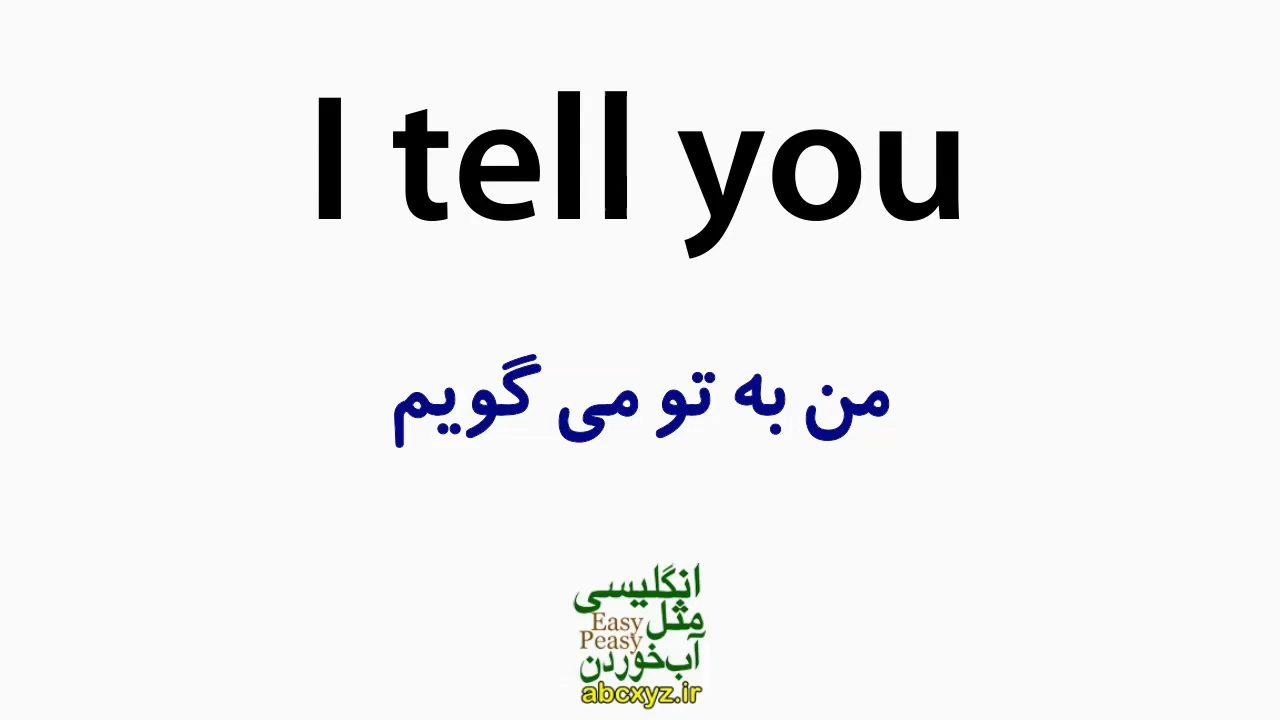 I tell you
من به تو می گویم
انگلیسی
مثل Easy
Peasy
آب‌خوردن
abcxyz.ir